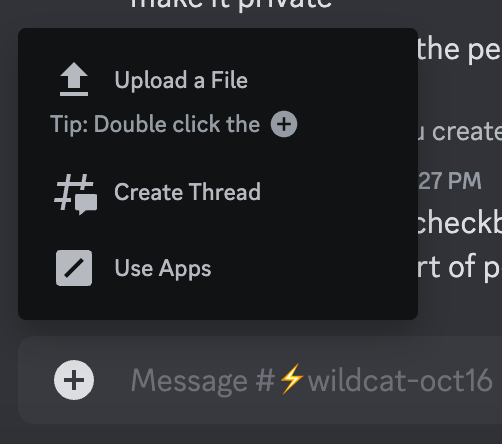 make it private
Upload a File
the pe
Tip: Double click the
u create
27 PM
Create Thread
checkb
Use Apps
rt of p
Message #⚡wildcat-oct16